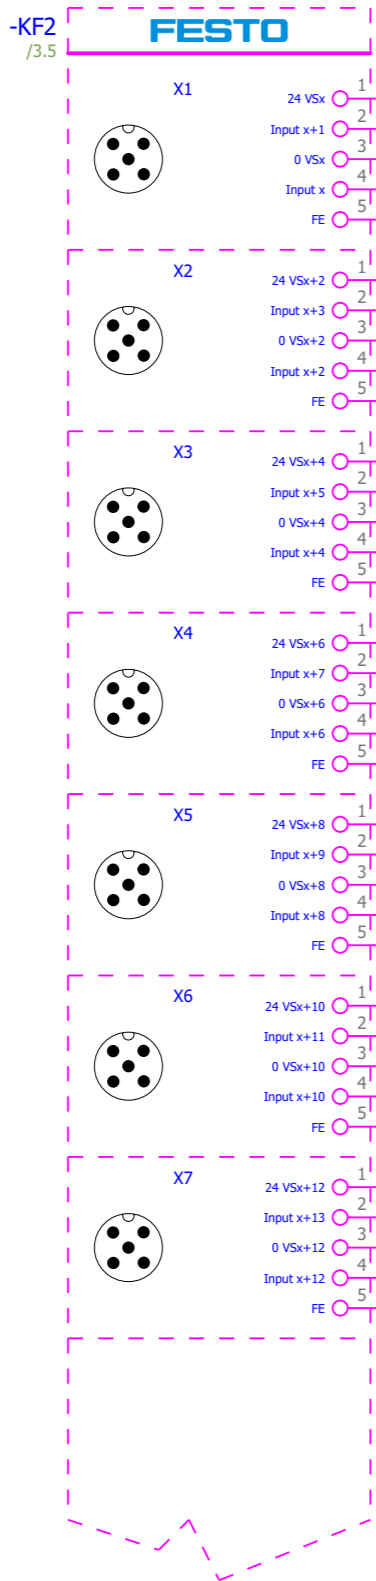 -KF2
FESTO
/3.5
X1
24 VSx 1
Input x+1 2
0 VSx 3
Input x 4
FE 5
X2
24 VSx+2 1
Input x+3 2
0 VSx+2 3
Input x+2 4
FE 5
X3
24 VSx+4 1
Input x+5 2
0 VSx+4 3
Input x+4 4
FE 5
X4
24 VSx+6 1
Input x+7 2
0 VSx+6 3
Input x+6 4
FE 5
X5
24 VSx+8 1
Input x+9 2
0 VSx+8 3
Input x+8 4
FE 5
X6
24 VSx+10 1
Input x+11 2
0 VSx+10 3
Input x+10 4
FE 5
X7
24 VSx+12 1
Input x+13 2
0 VSx+12 3
Input x+12 4
FE 5